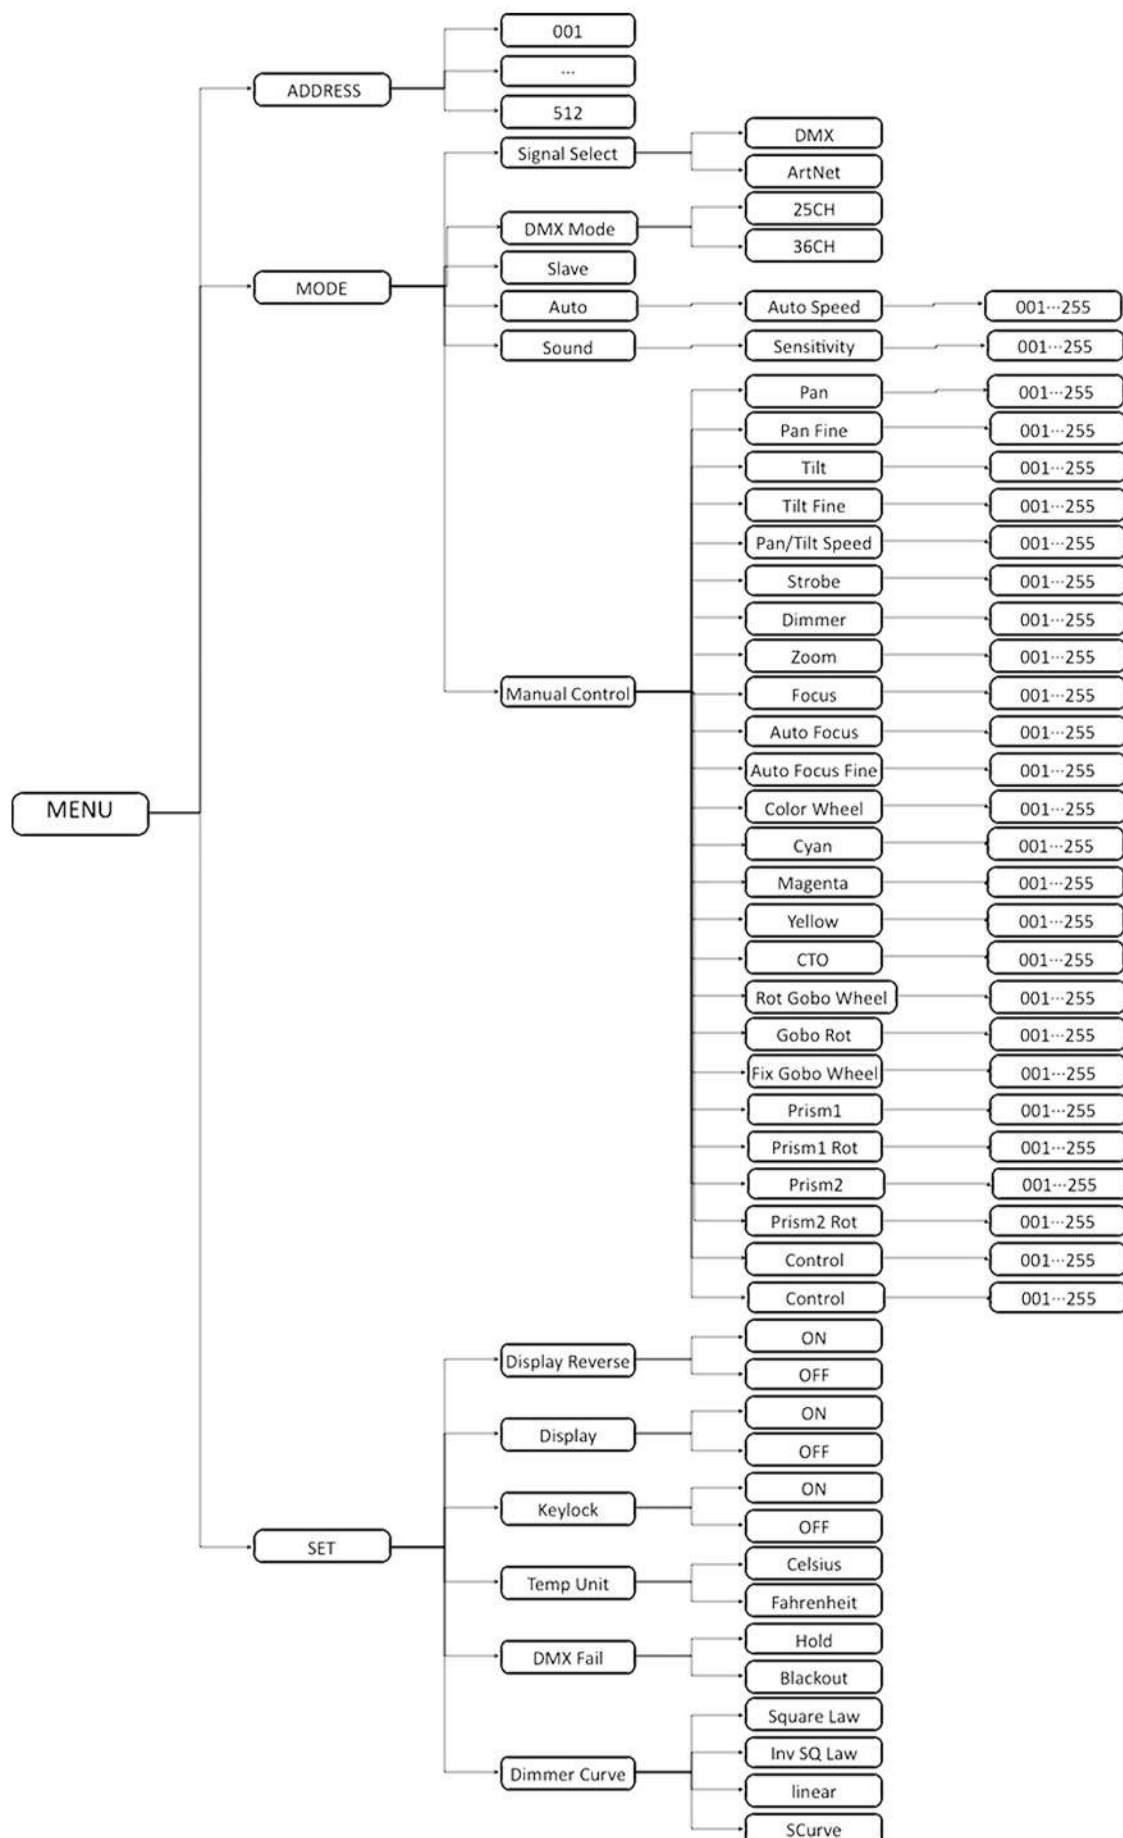 001
...
ADDRESS
512
DMX
Signal Select
ArtNet
25CH
DMX Mode
36CH
Slave
MODE
Auto Auto Speed 001...255
Sound Sensitivity 001...255
Pan 001...255
Pan Fine 001...255
Tilt 001...255
Tilt Fine 001...255
Pan/Tilt Speed 001...255
Strobe 001...255
Dimmer 001...255
Zoom 001...255
Manual Control Focus 001...255
Auto Focus 001...255
Auto Focus Fine 001...255
MENU Color Wheel 001...255
Cyan 001...255
Magenta 001...255
Yellow 001...255
CTO 001...255
Rot Gobo Wheel 001...255
Gobo Rot 001...255
Fix Gobo Wheel 001...255
Prism1 001...255
Prism1 Rot 001...255
Prism2 001...255
Prism2 Rot 001...255
Control 001...255
Control 001...255
ON
Display Reverse
OFF
ON
Display
OFF
ON
Keylock
OFF
SET
Celsius
Temp Unit
Fahrenheit
Hold
DMX Fail
Blackout
Square Law
Inv SQ Law
Dimmer Curve
linear
SCurve